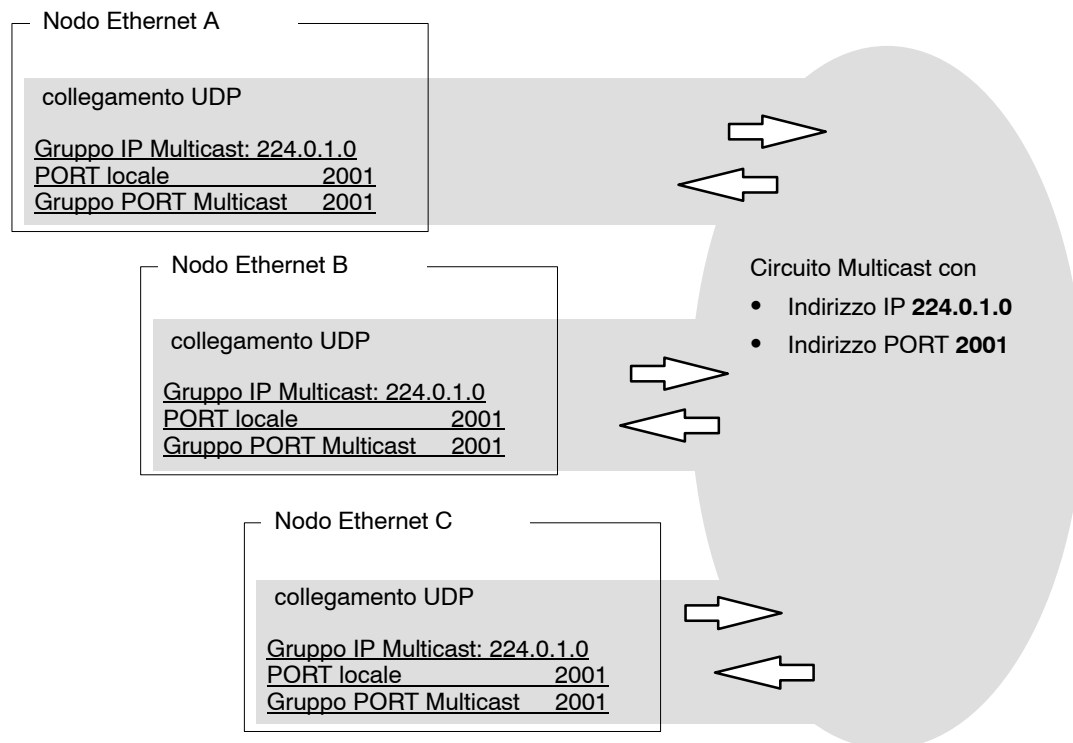 Nodo Ethernet A
collegamento UDP
Gruppo IP Multicast: 224.0.1.0
PORT locale 2001
Gruppo PORT Multicast 2001
Nodo Ethernet B
collegamento UDP
Gruppo IP Multicast: 224.0.1.0
PORT locale 2001
Gruppo PORT Multicast 2001
Circuito Multicast con
• Indirizzo IP 224.0.1.0
• Indirizzo PORT 2001
Nodo Ethernet C
collegamento UDP
Gruppo IP Multicast: 224.0.1.0
PORT locale 2001
Gruppo PORT Multicast 2001